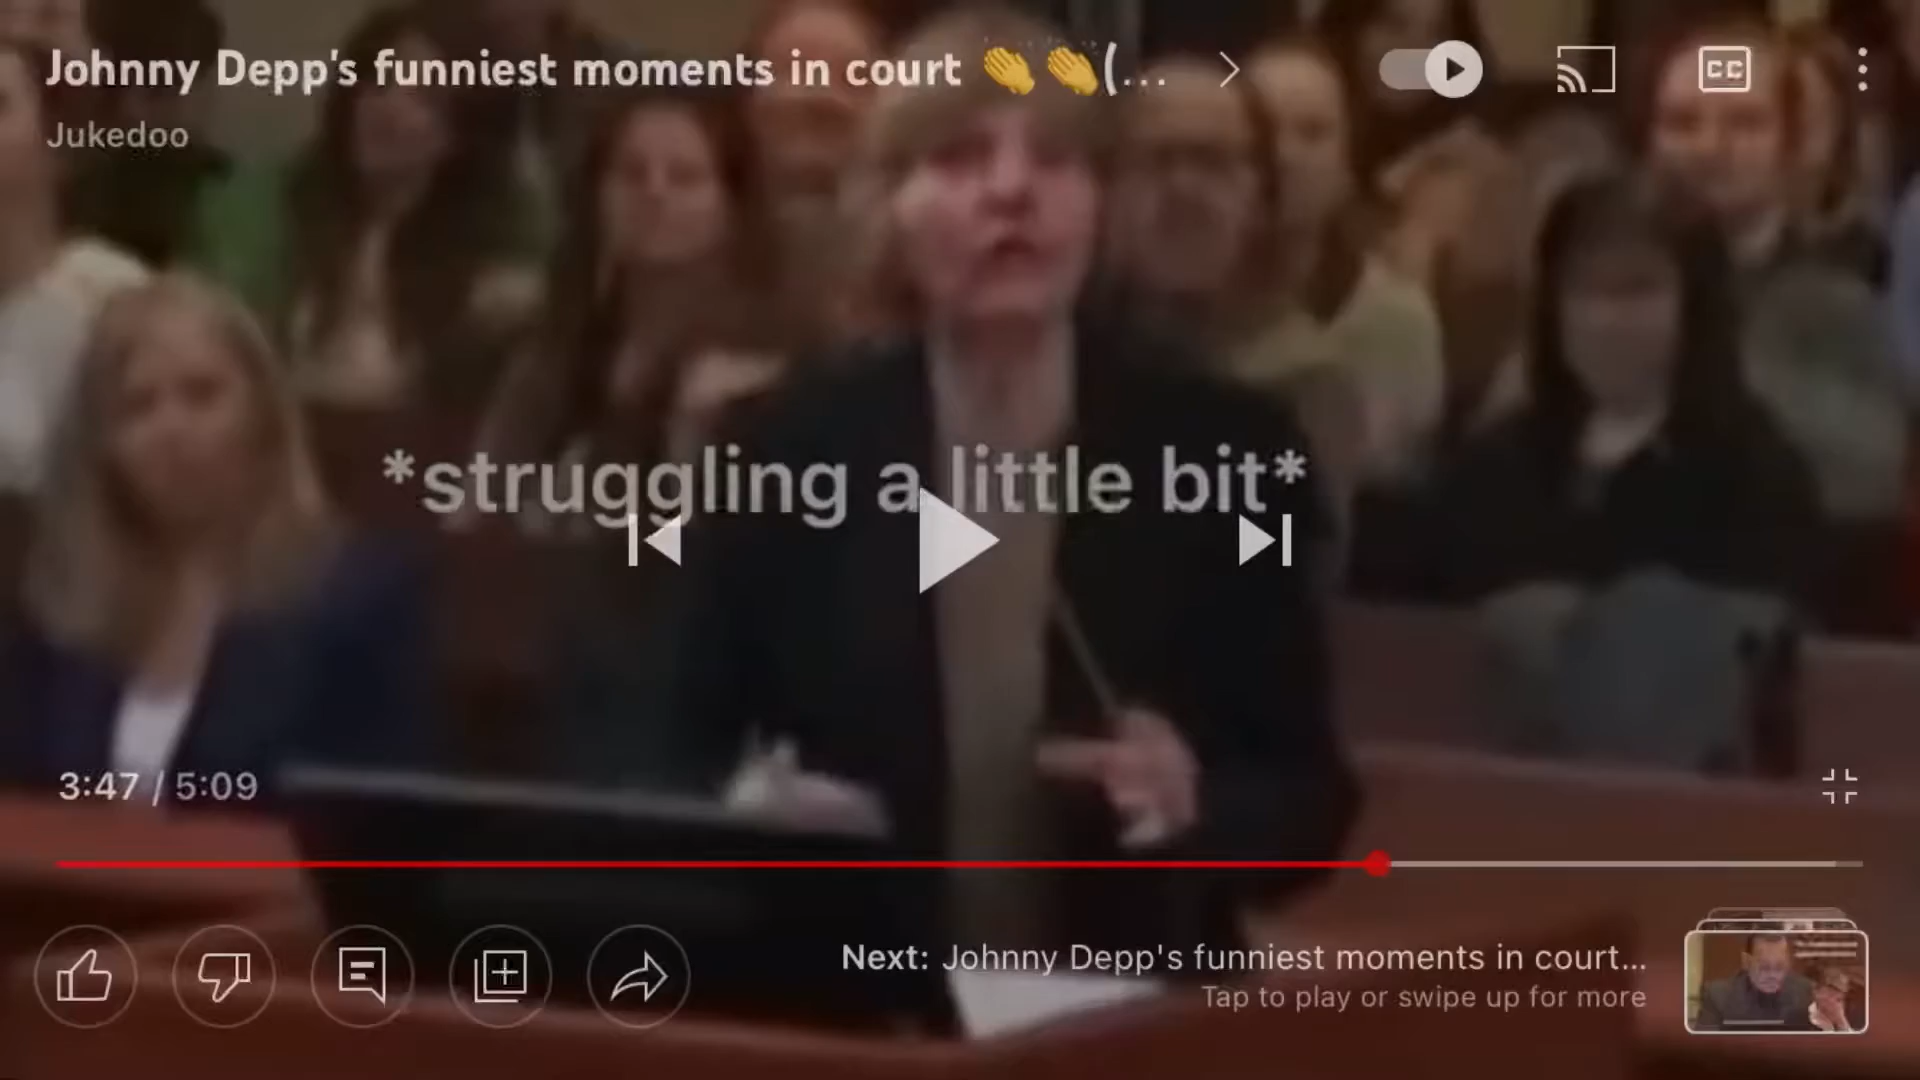 Johnny Depp's funniest moments in court 👏👏(...
CC
Jukedoo
*struggling a little bit*
3:47 / 5:09
Next: Johnny Depp's funniest moments in court...
Tap to play or swipe up for more